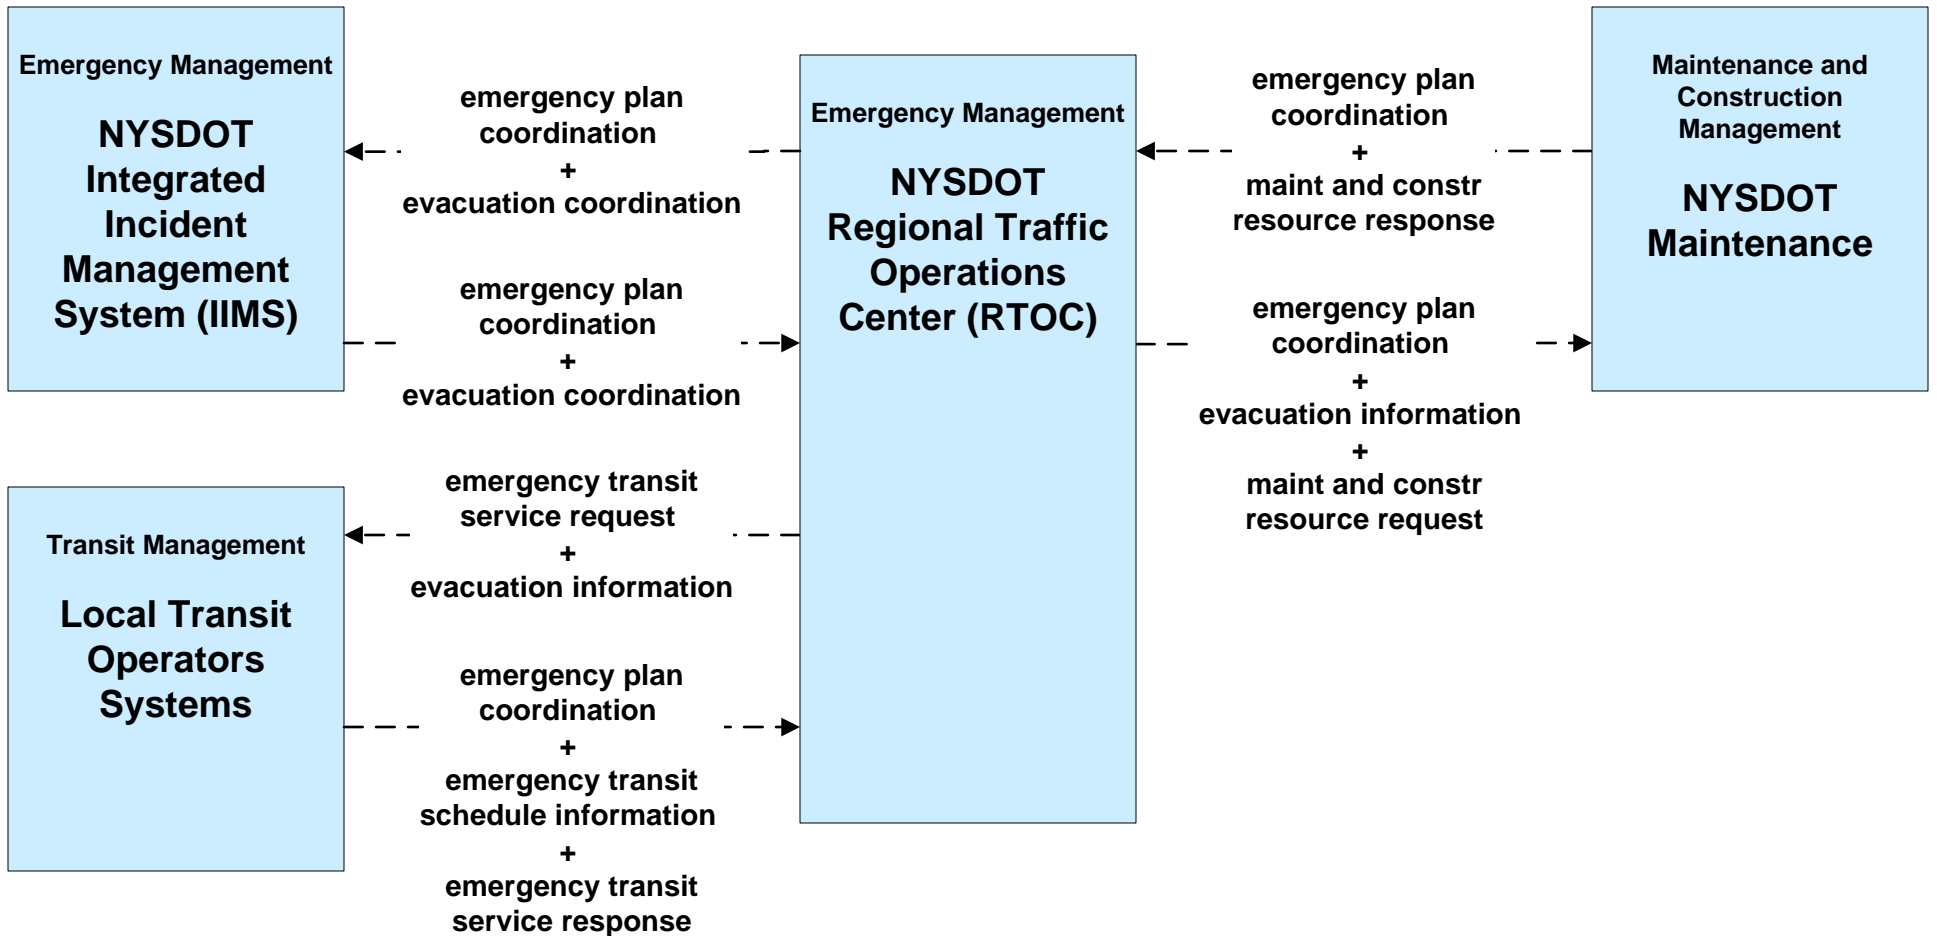 Emergency Management
NYSDOT
Integrated
Incident
Management
System (IIMS)
emergency plan
coordination
+
evacuation coordination
emergency plan
coordination
+
evacuation coordination
Transit Management
Local Transit
Operators
Systems
emergency transit
service request
+
evacuation information
emergency plan
coordination
+
emergency transit
schedule information
+
emergency transit
service response
Emergency Management
NYSDOT
Regional Traffic
Operations
Center (RTOC)
emergency plan
coordination
+
maint and constr
resource response
emergency plan
coordination
+
evacuation information
+
maint and constr
resource request
Maintenance and
Construction
Management
NYSDOT
Maintenance